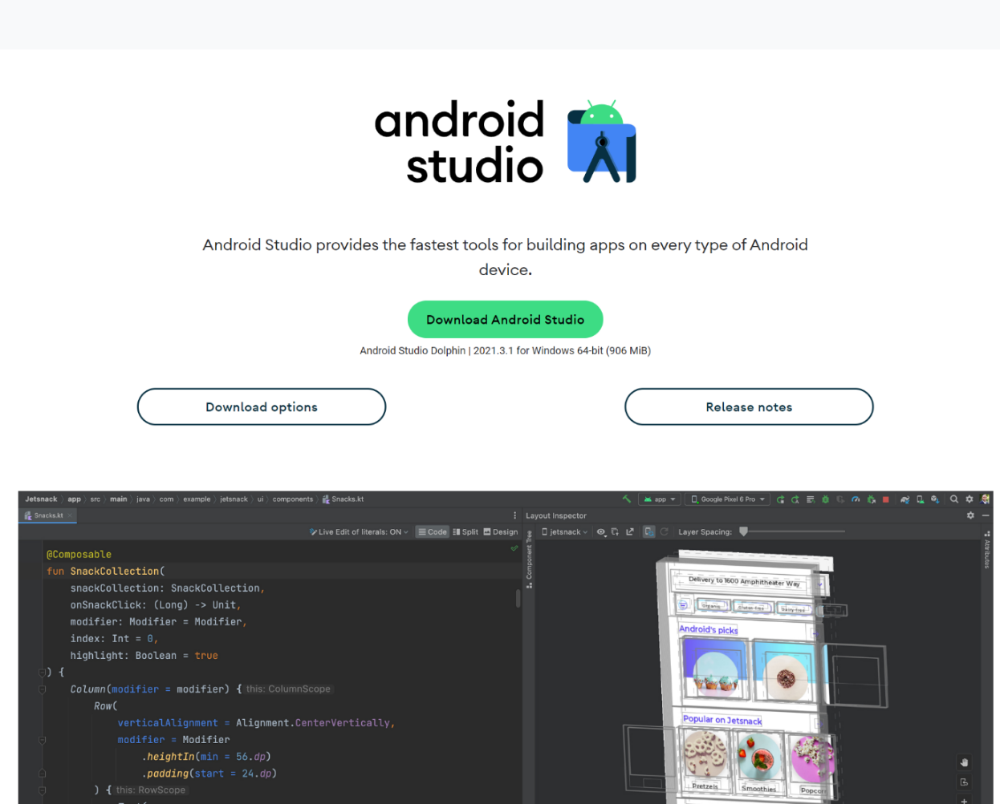 android
studio
Android Studio provides the fastest tools for building apps on every type of Android
device.
Download Android Studio
Android Studio Dolphin | 2021.3.1 for Windows 64-bit (906 MiB)
Download options
Release notes
Jetsnack app src main java com example jetsnack ui components Snacks.kt
app Google Pixel 6 Pro
Snacks.kt
Layout Inspector
Live Edit of literals: ON Code Split Design
jetsnack Layer Spacing:
Component Tree
Attributes
@Composable
fun SnackCollection(
snackCollection: SnackCollection,
onSnackClick: (Long) -> Unit,
modifier: Modifier = Modifier,
index: Int = 0,
highlight: Boolean = true
) {
Column(modifier = modifier) { this: ColumnScope
Row(
verticalAlignment = Alignment.CenterVertically,
modifier = Modifier
.heightIn(min = 56.dp)
.padding(start = 24.dp)
) { this: RowScope
Delivery to 1600 Amphitheater Way
Organic Gluten-free Dairy-free
Android's picks
Popular on Jetsnack
Pretzels Smoothies Popcorn